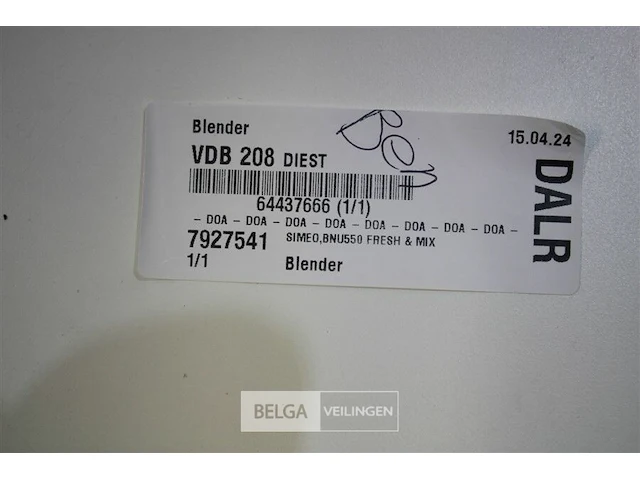 Blender
15.04.24
VDB 208 DIEST
Ben
64437666 (1/1)
- DOA - DOA - DOA - DOA - DOA - DOA - DOA - DOA -
7927541 SIMEO,BNU550 FRESH & MIX
1/1 Blender
DALR
BELGA VEILINGEN